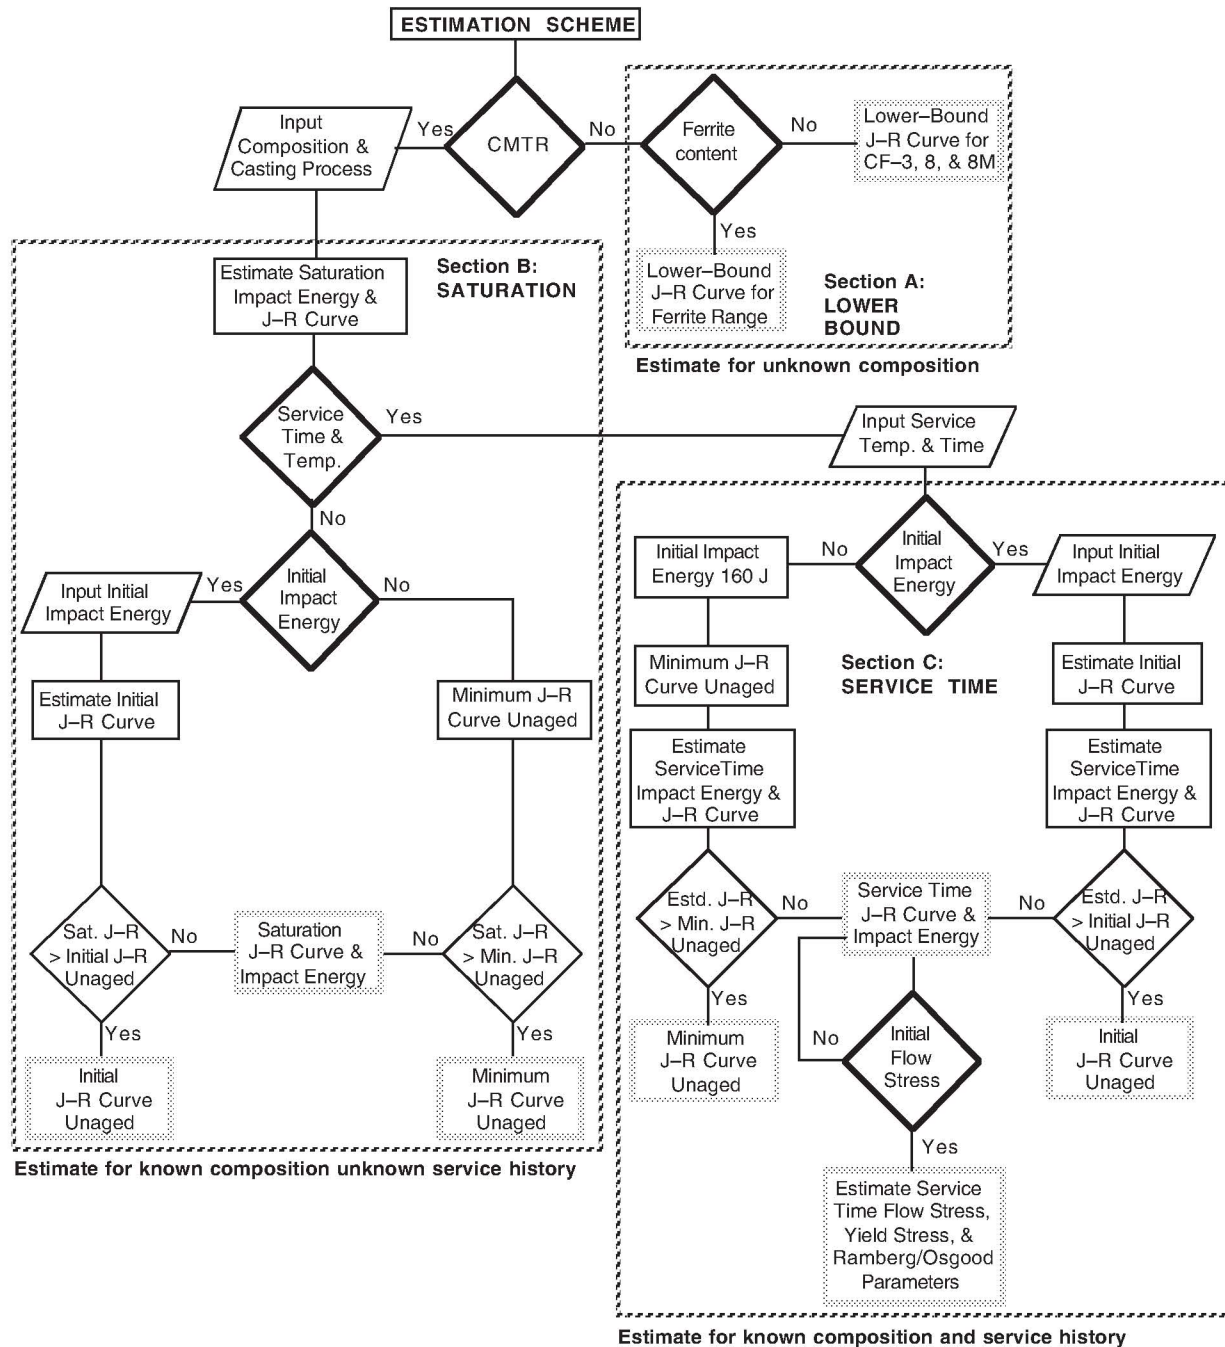 ESTIMATION SCHEME
Input
Composition &
Casting Process
Yes
CMTR
No
Ferrite
content
No
Lower–Bound
J–R Curve for
CF–3, 8, & 8M
Yes
Lower–Bound
J–R Curve for
Ferrite Range
Section A:
LOWER
BOUND
Estimate for unknown composition
Estimate Saturation
Impact Energy &
J–R Curve
Section B:
SATURATION
Service
Time &
Temp.
Yes
No
Input Initial
Impact Energy
Yes
Initial
Impact
Energy
No
Estimate Initial
J–R Curve
Minimum J–R
Curve Unaged
Sat. J–R
> Initial J–R
Unaged
No
Saturation
J–R Curve &
Impact Energy
No
Sat. J–R
> Min. J–R
Unaged
Yes
Yes
Initial
J–R Curve
Unaged
Minimum
J–R Curve
Unaged
Estimate for known composition unknown service history
Input Service
Temp. & Time
Initial Impact
Energy 160 J
No
Initial
Impact
Energy
Yes
Input Initial
Impact Energy
Minimum J–R
Curve Unaged
Section C:
SERVICE TIME
Estimate Initial
J–R Curve
Estimate
ServiceTime
Impact Energy &
J–R Curve
Estimate
ServiceTime
Impact Energy &
J–R Curve
Estd. J–R
> Min. J–R
Unaged
No
Service Time
J–R Curve &
Impact Energy
No
Estd. J–R
> Initial J–R
Unaged
Yes
Yes
Minimum
J–R Curve
Unaged
No
Initial
Flow
Stress
Initial
J–R Curve
Unaged
Yes
Estimate Service
Time Flow Stress,
Yield Stress, &
Ramberg/Osgood
Parameters
Estimate for known composition and service history